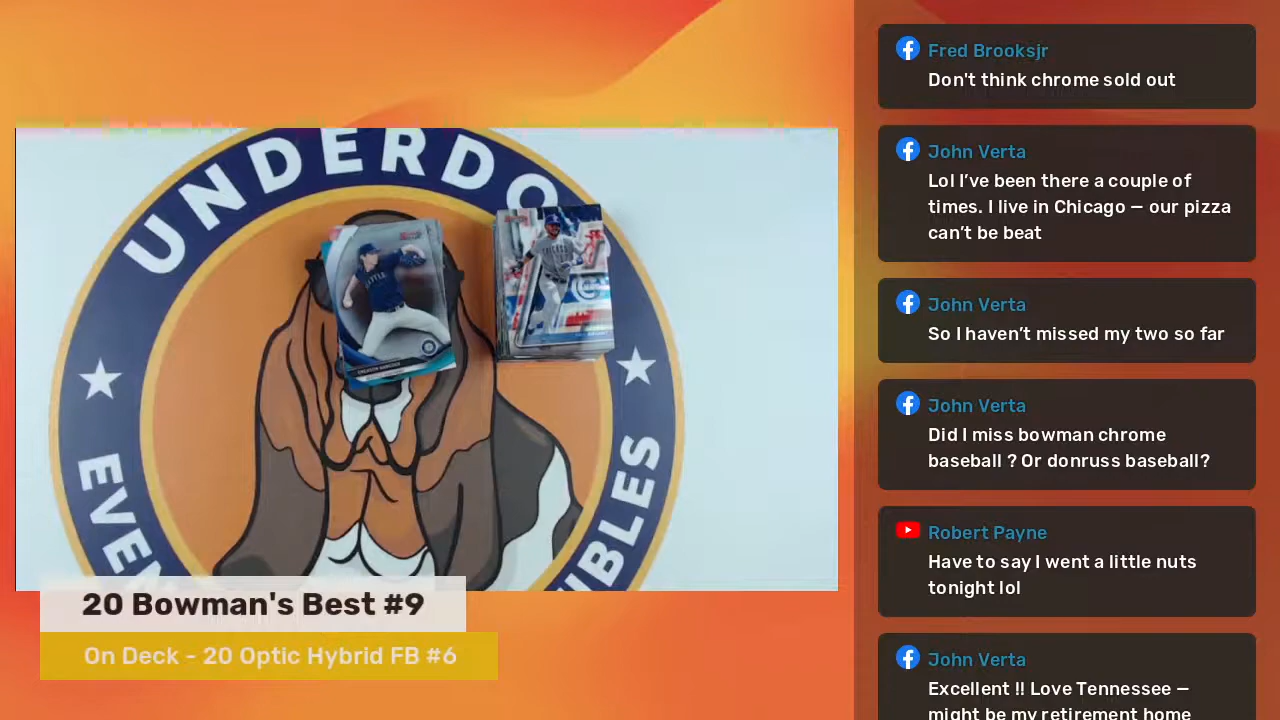 UNDERDO
EVEN
IBLES
20 Bowman's Best #9
On Deck - 20 Optic Hybrid FB #6
Fred Brooksjr
Don't think chrome sold out
John Verta
Lol I’ve been there a couple of
times. I live in Chicago – our pizza
can’t be beat
John Verta
So I haven’t missed my two so far
John Verta
Did I miss bowman chrome
baseball ? Or donruss baseball?
Robert Payne
Have to say I went a little nuts
tonight lol
John Verta
Excellent !! Love Tennessee –
might be my retirement home